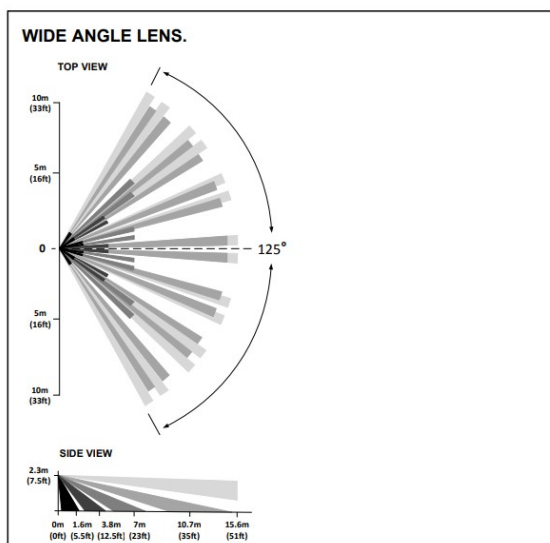 WIDE ANGLE LENS.
TOP VIEW
10m
(33ft)
5m
(16ft)
0
125°
5m
(16ft)
10m
(33ft)
SIDE VIEW
2.3m
(7.5ft)
0m 1.6m 3.8m 7m 10.7m 15.6m
(0ft) (5.5ft) (12.5ft) (23ft) (35ft) (51ft)